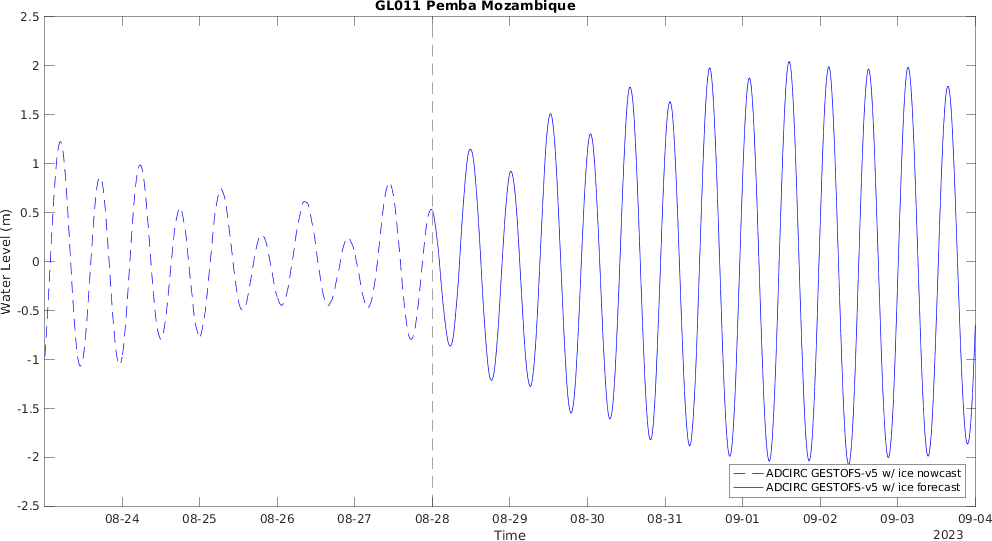 GL011 Pemba Mozambique
2.5
2
1.5
1
0.5
0
-0.5
-1
-1.5
-2
-2.5
Water Level (m)
ADCIRC GESTOFS-v5 w/ ice nowcast
ADCIRC GESTOFS-v5 w/ ice forecast
08-24 08-25 08-26 08-27 08-28 08-29 08-30 08-31 09-01 09-02 09-03 09-04
Time
2023